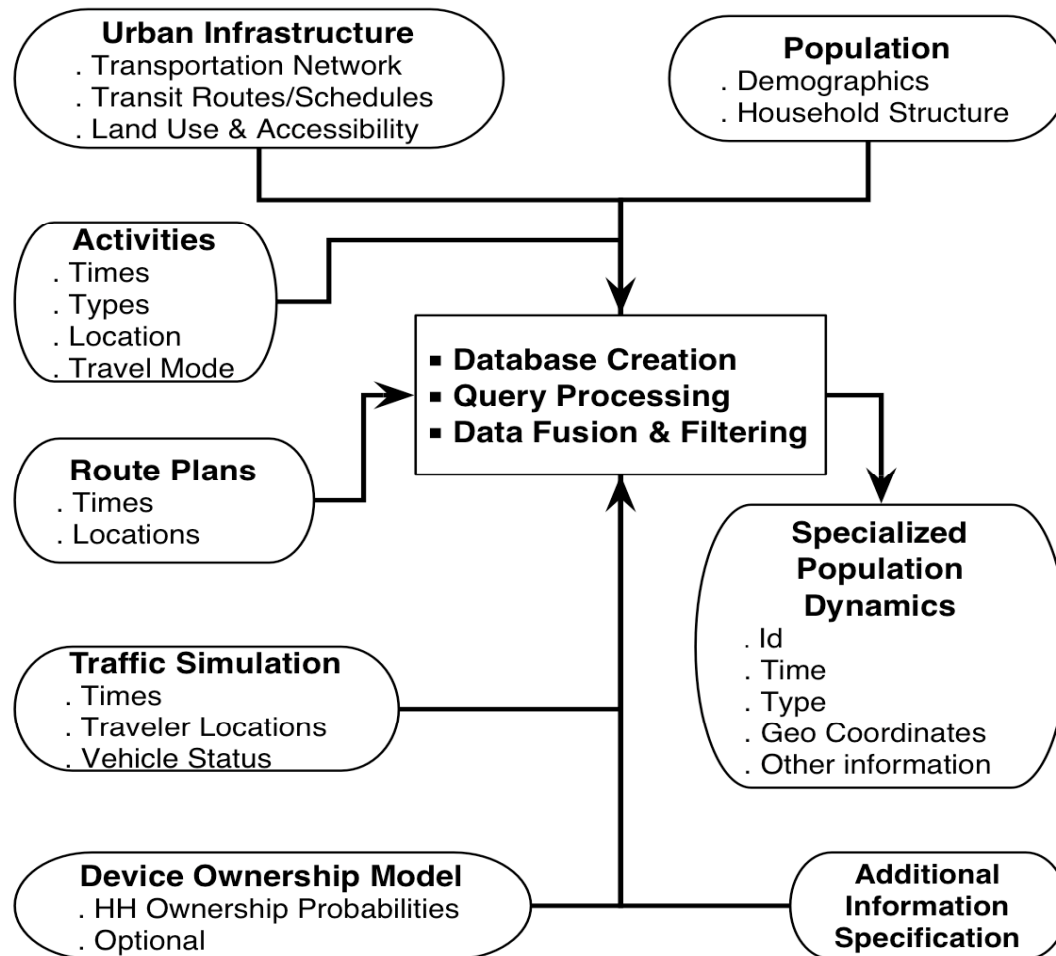 Urban Infrastructure
. Transportation Network
. Transit Routes/Schedules
. Land Use & Accessibility
Population
. Demographics
. Household Structure
Activities
. Times
. Types
. Location
. Travel Mode
▪ Database Creation
▪ Query Processing
▪ Data Fusion & Filtering
Route Plans
. Times
. Locations
Specialized
Population
Dynamics
. Id
. Time
. Type
. Geo Coordinates
. Other information
Traffic Simulation
. Times
. Traveler Locations
. Vehicle Status
Device Ownership Model
. HH Ownership Probabilities
. Optional
Additional
Information
Specification